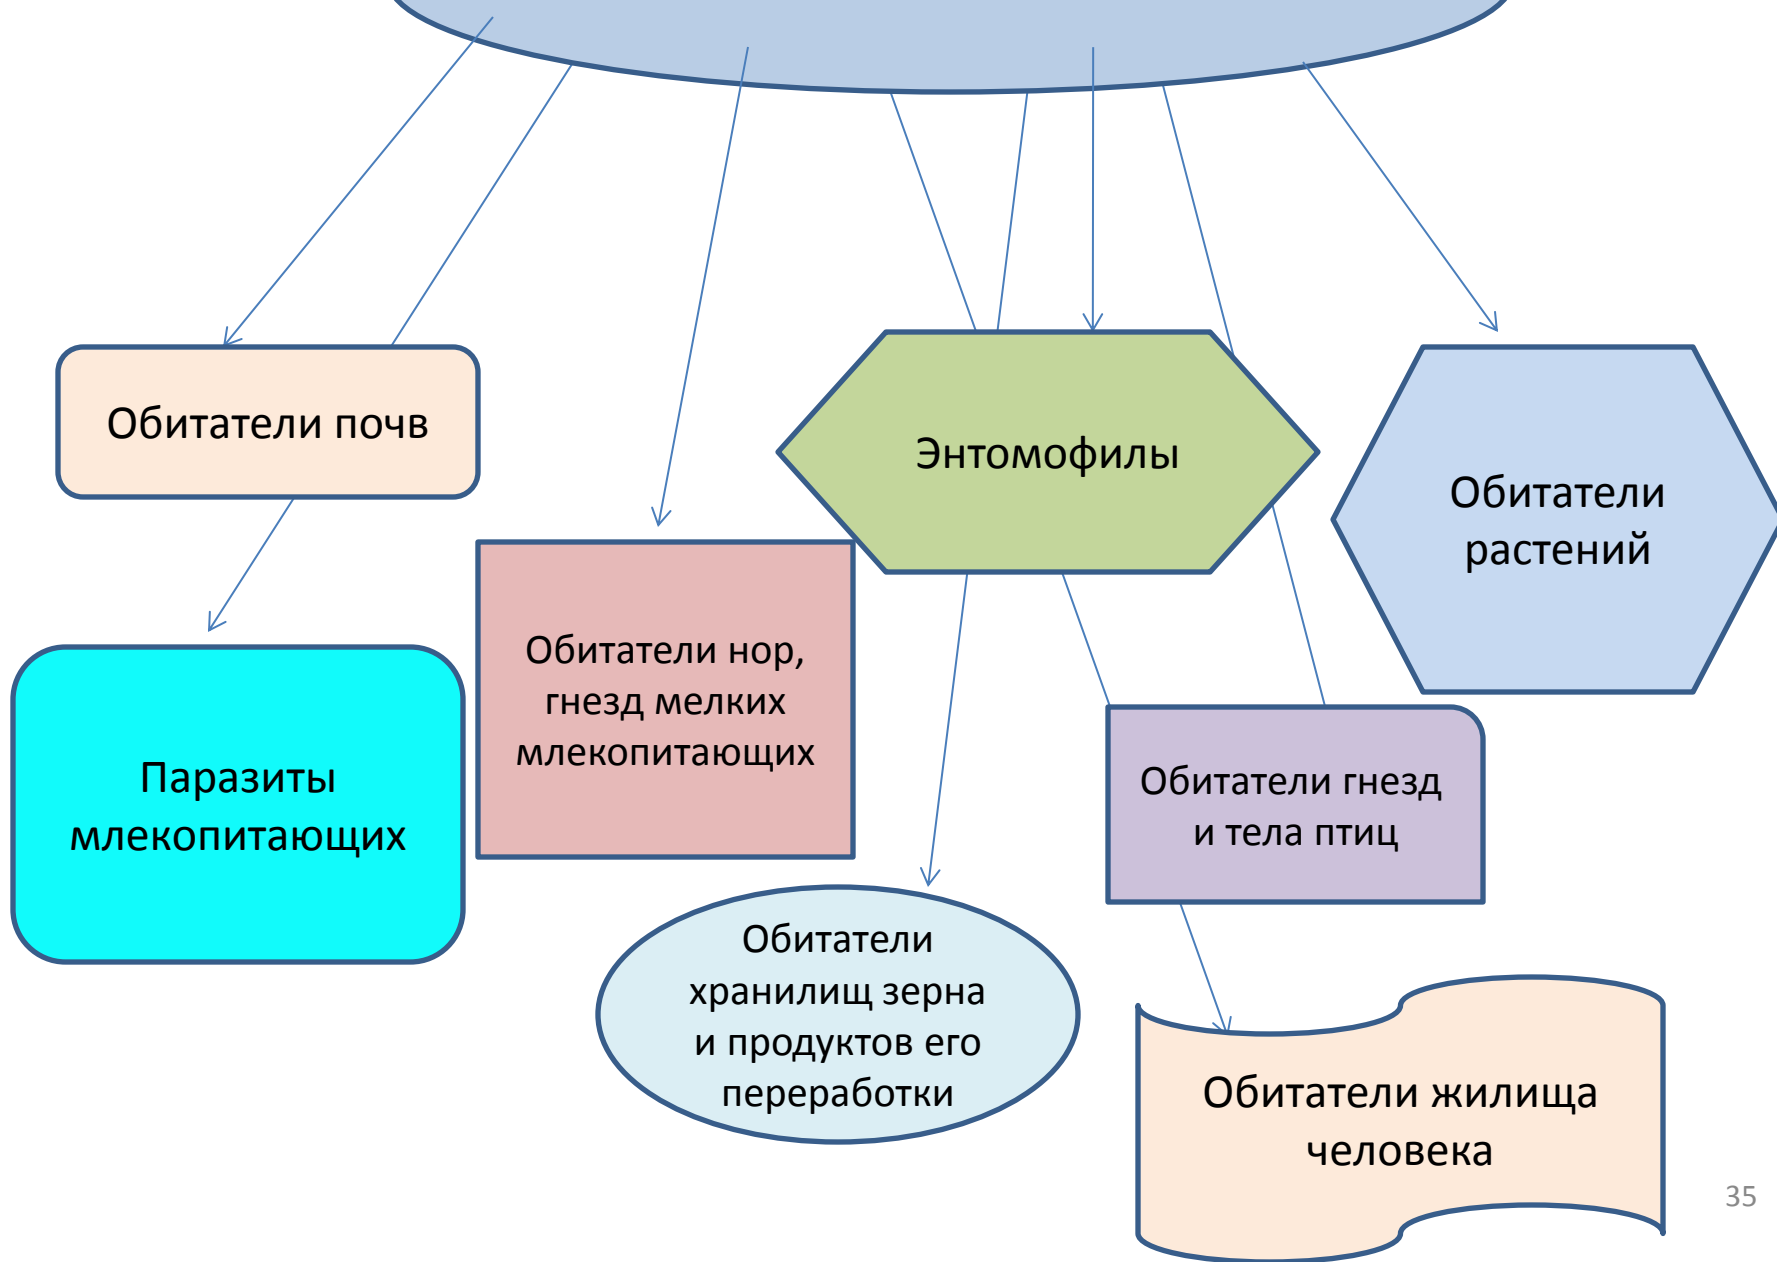 Обитатели почв
Энтомофилы
Обитатели
растений
Обитатели нор,
гнезд мелких
млекопитающих
Паразиты
млекопитающих
Обитатели гнезд
и тела птиц
Обитатели
хранилищ зерна
и продуктов его
переработки
Обитатели жилища
человека
35